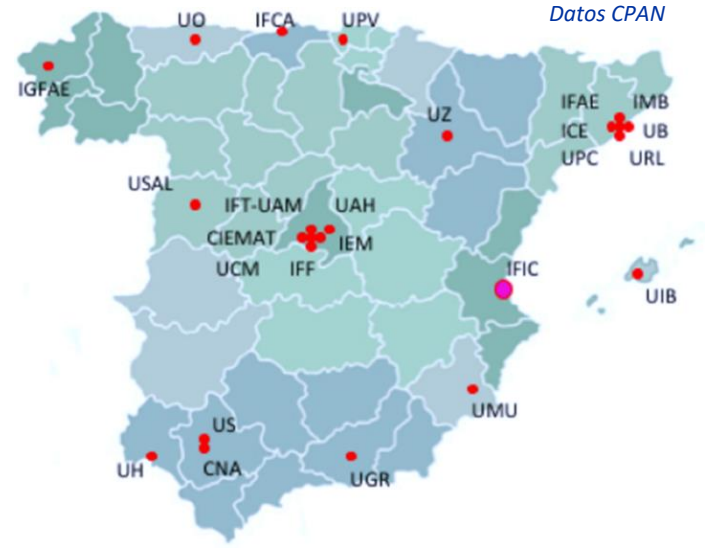 Datos CPAN
UO IFCA UPV
IGFAE
IFAE IMB
UZ ICE UB
UPC URL
USAL
IFT-UAM UAH
CIEMAT IEM
UCM IFF IFIC
UIB
UMU
US
UH CNA UGR